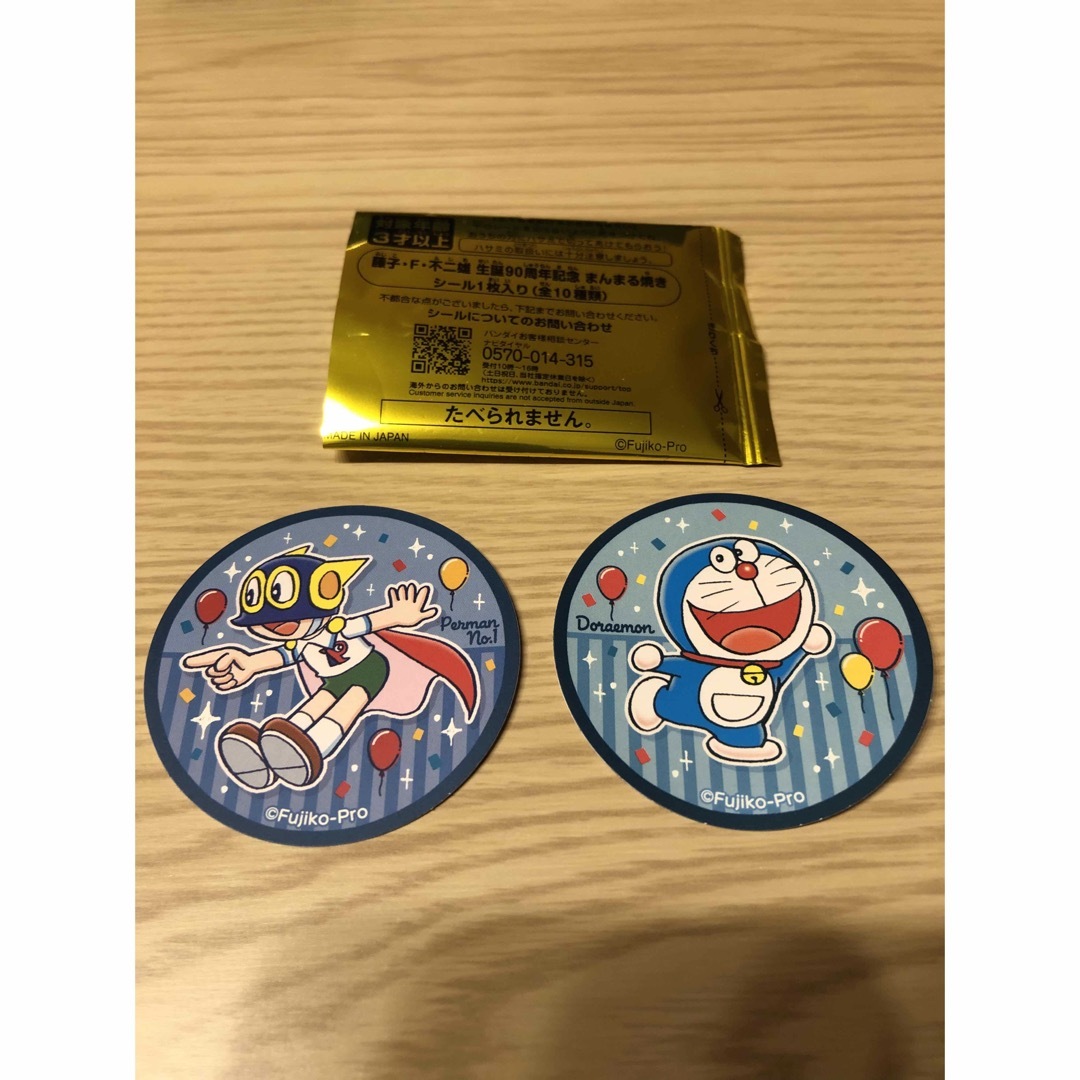 3才以上
ハサミの取扱いには十分注意しましょう。
藤子・F・不二雄 生誕90周年記念 まんまる焼き
シール1枚入り(全10種類)
不都合な点がございましたら、下記までお問い合わせください。
シールについてのお問い合わせ
バンダイお客様相談センター
ナビダイヤル
0570-014-315
受付10時〜16時
(土日祝日、当社指定休業日を除く)
https://www.bandai.co.jp/support/top
海外からのお問い合わせは受け付けておりません。
Customer service inquiries are not accepted from outside Japan.
たべられません。
MADE IN JAPAN
©Fujiko-Pro
Perman
No.1
©Fujiko-Pro
Doraemon
©Fujiko-Pro